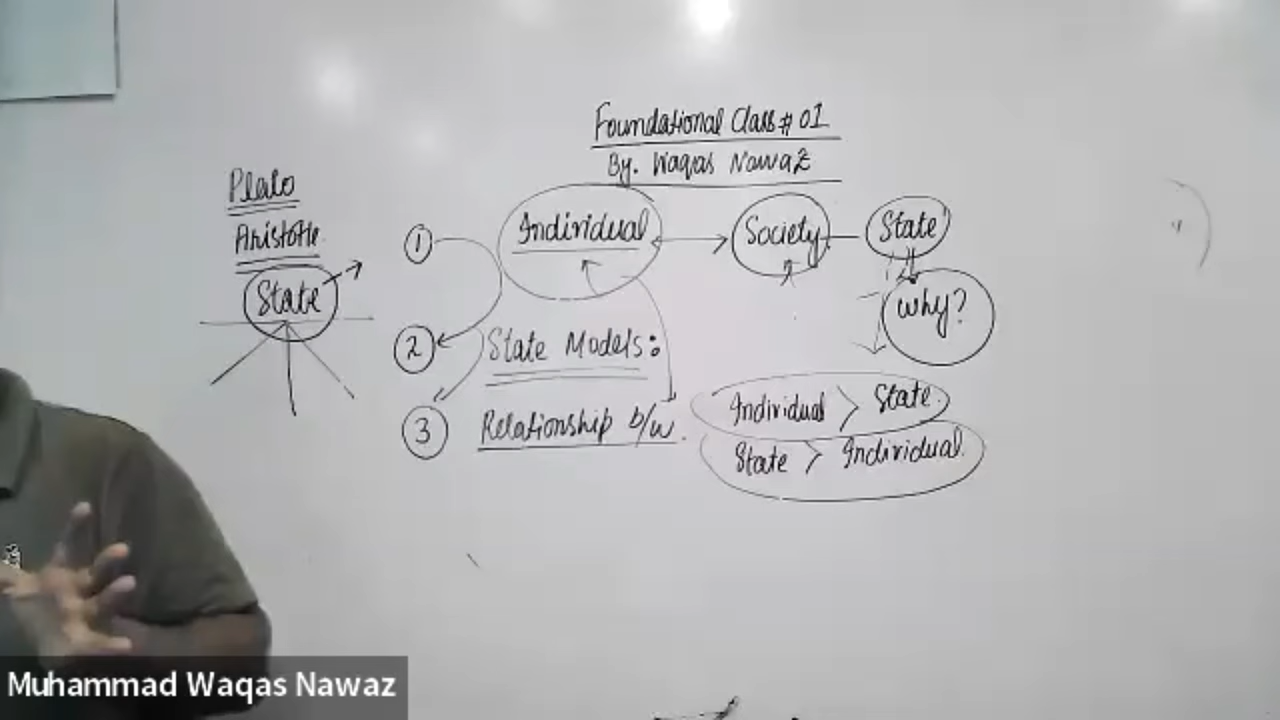 Foundational Class # 01
By. Waqas Nawaz
Plato
Aristotle
State
1 Individual Society State
Why?
2 State Models:
3 Relationship b/w. Individual > State.
State > Individual.
Muhammad Waqas Nawaz